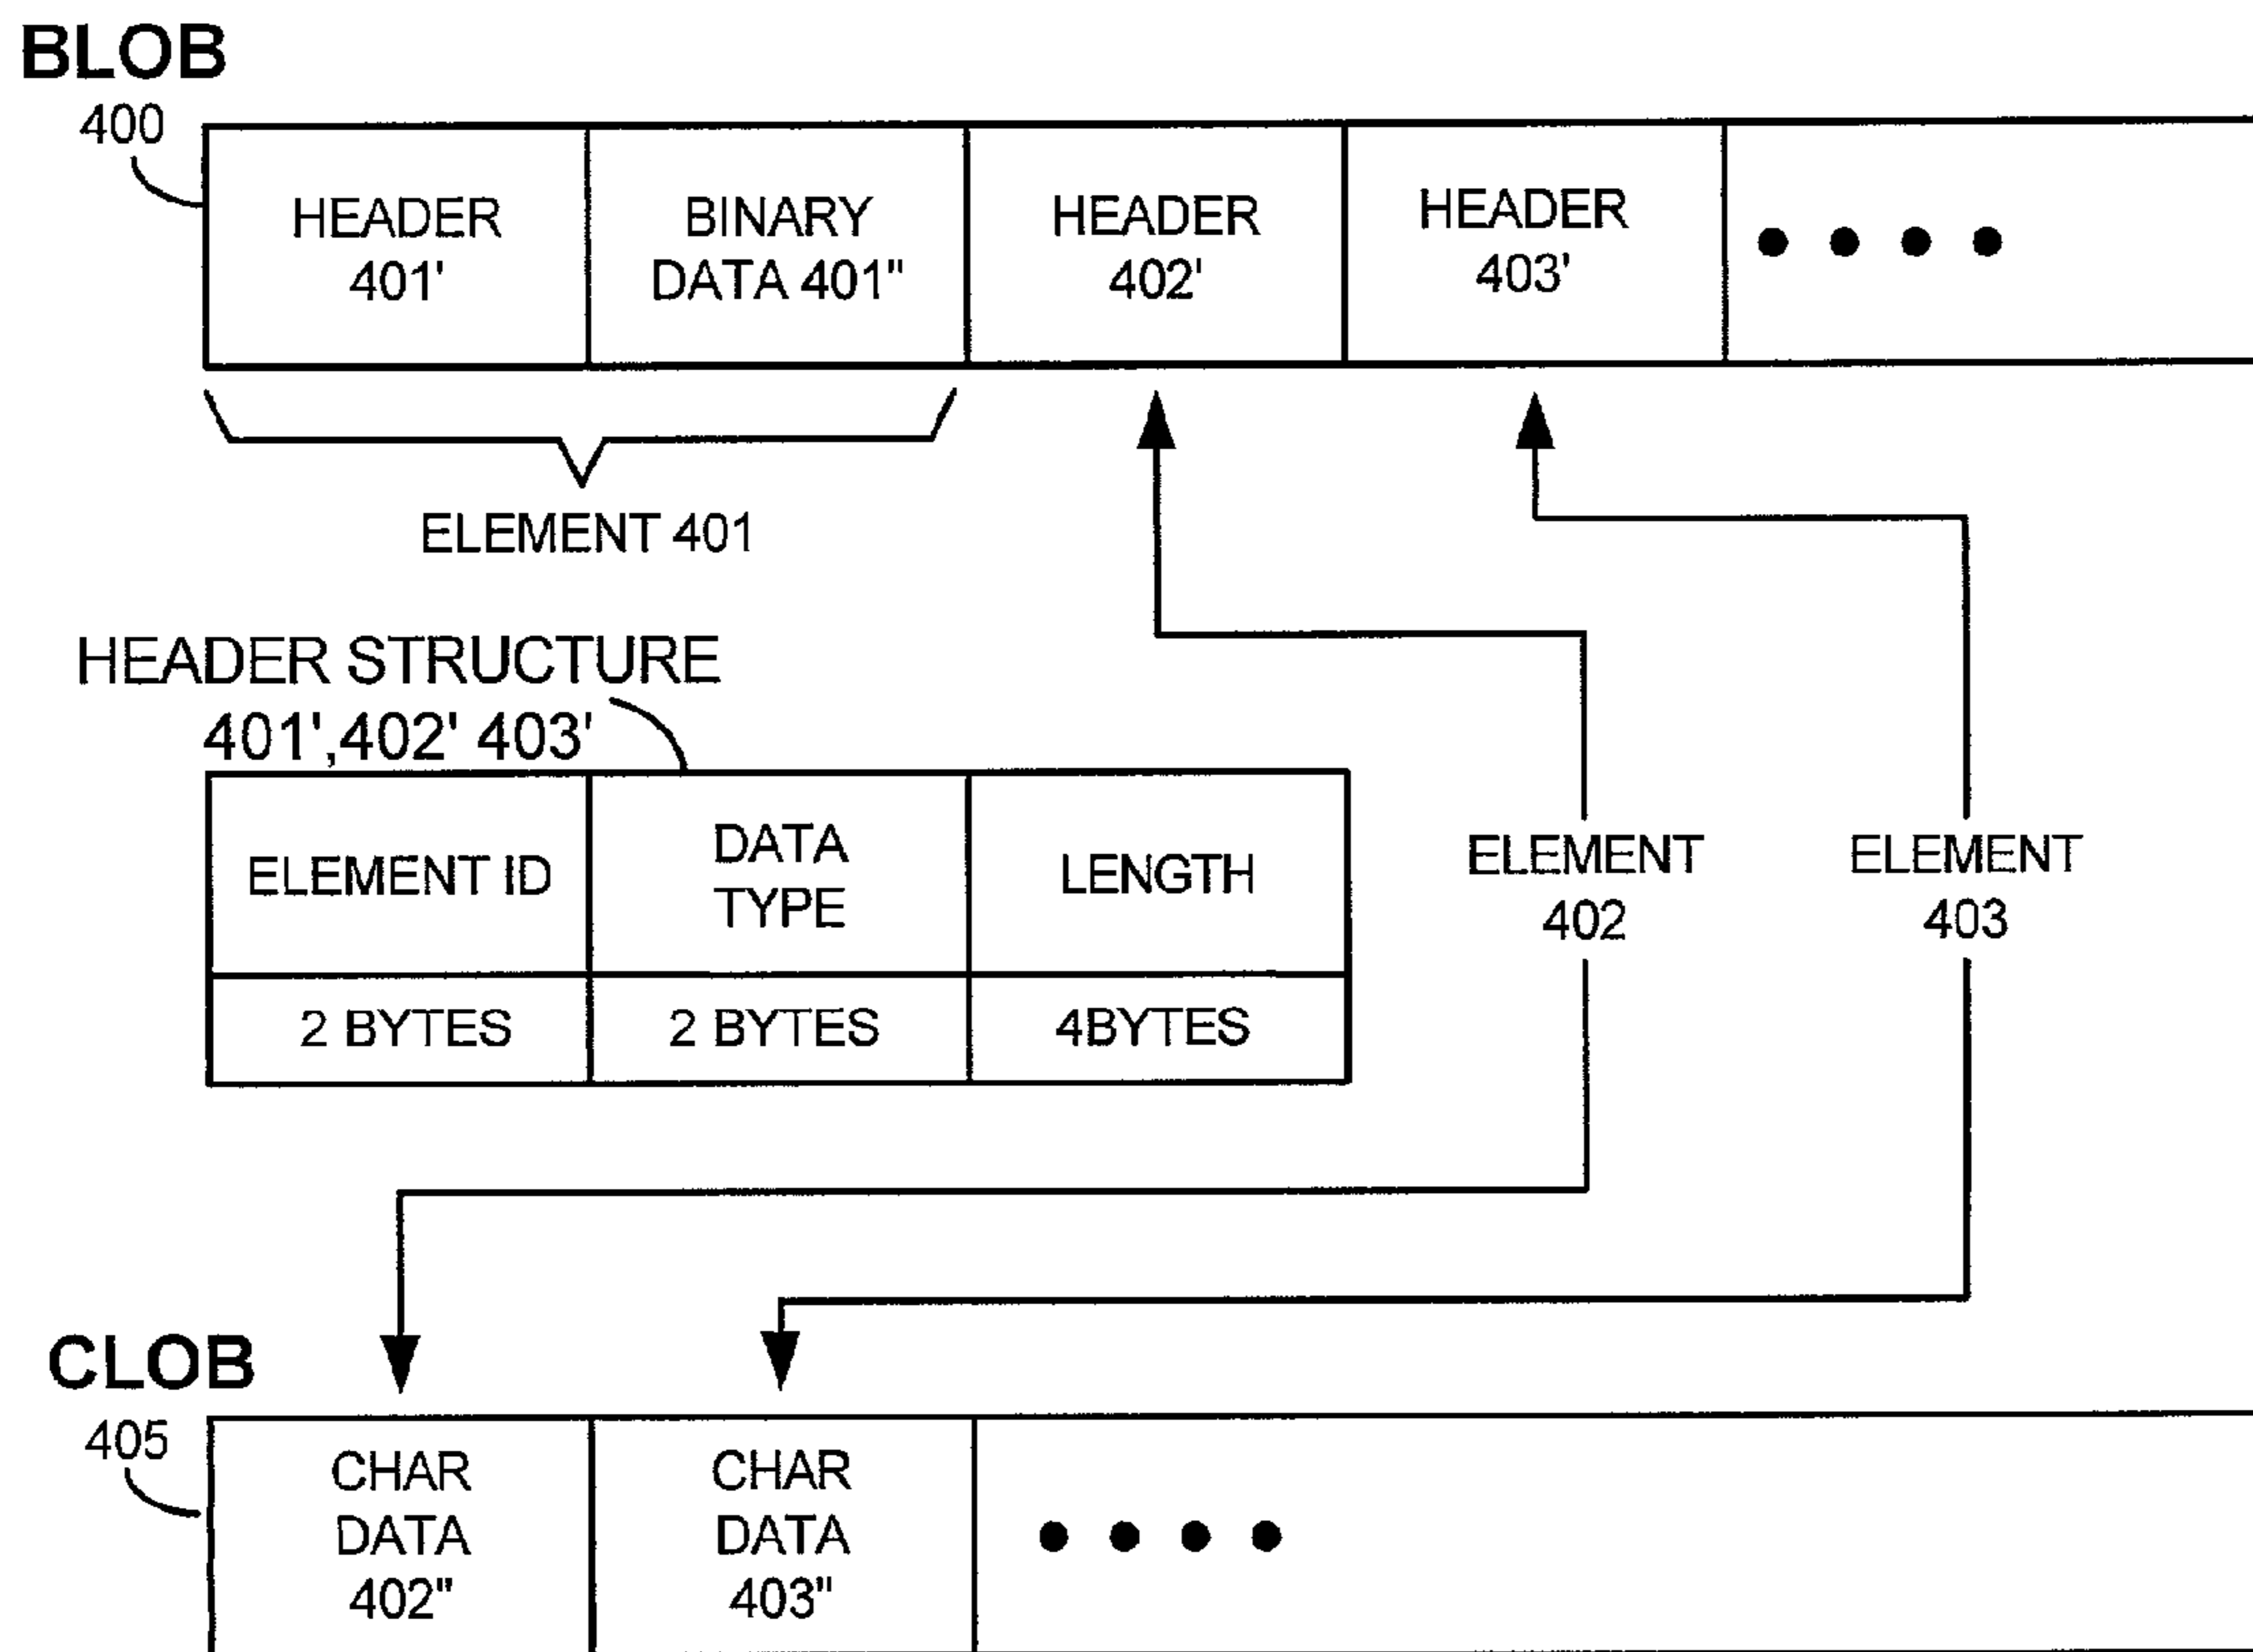 BLOB
400
HEADER
401'
BINARY
DATA 401"
HEADER
402'
HEADER
403'
ELEMENT 401
HEADER STRUCTURE
401',402' 403'
ELEMENT ID
DATA
TYPE
LENGTH
2 BYTES
2 BYTES
4BYTES
ELEMENT
402
ELEMENT
403
CLOB
405
CHAR
DATA
402"
CHAR
DATA
403"